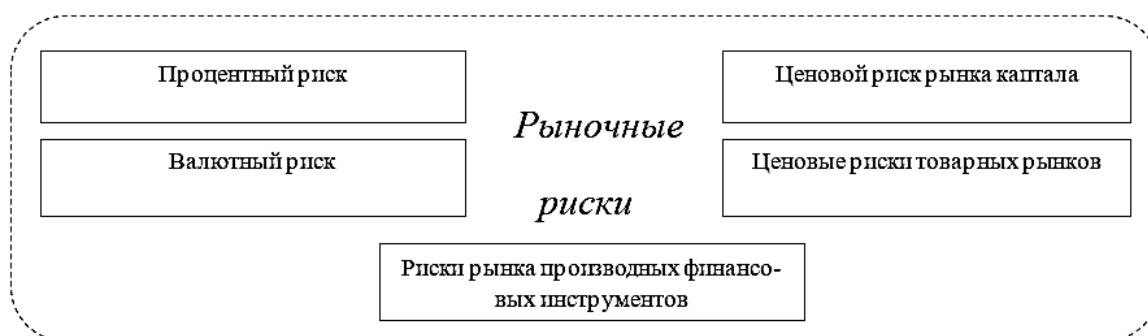 Процентный риск
Ценовой риск рынка каптала
Рыночные
Валютный риск
Ценовые риски товарных рынков
риски
Риски рынка производных финансо-
вых инструментов